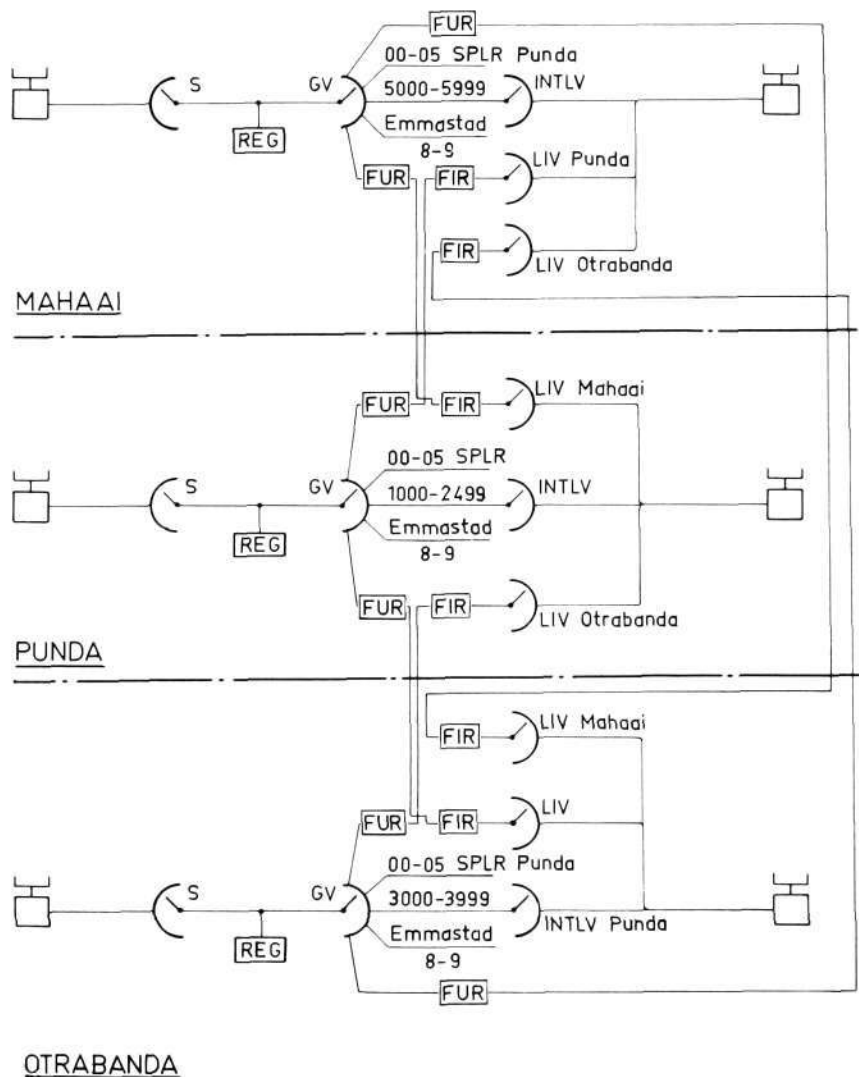 FUR
00-05 SPLR Punda
S
GV
5000-5999
INTLV
REG
Emmastad
8-9
LIV Punda
FUR
FIR
FIR
LIV Otrabanda
MAHAAI
LIV Mahaai
FUR
FIR
00-05 SPLR
S
GV
1000-2499
INTLV
REG
Emmastad
8-9
FUR
FIR
LIV Otrabanda
PUNDA
LIV Mahaai
FIR
LIV
FUR
FIR
00-05 SPLR Punda
S
GV
3000-3999
INTLV Punda
REG
Emmastad
8-9
FUR
OTRABANDA